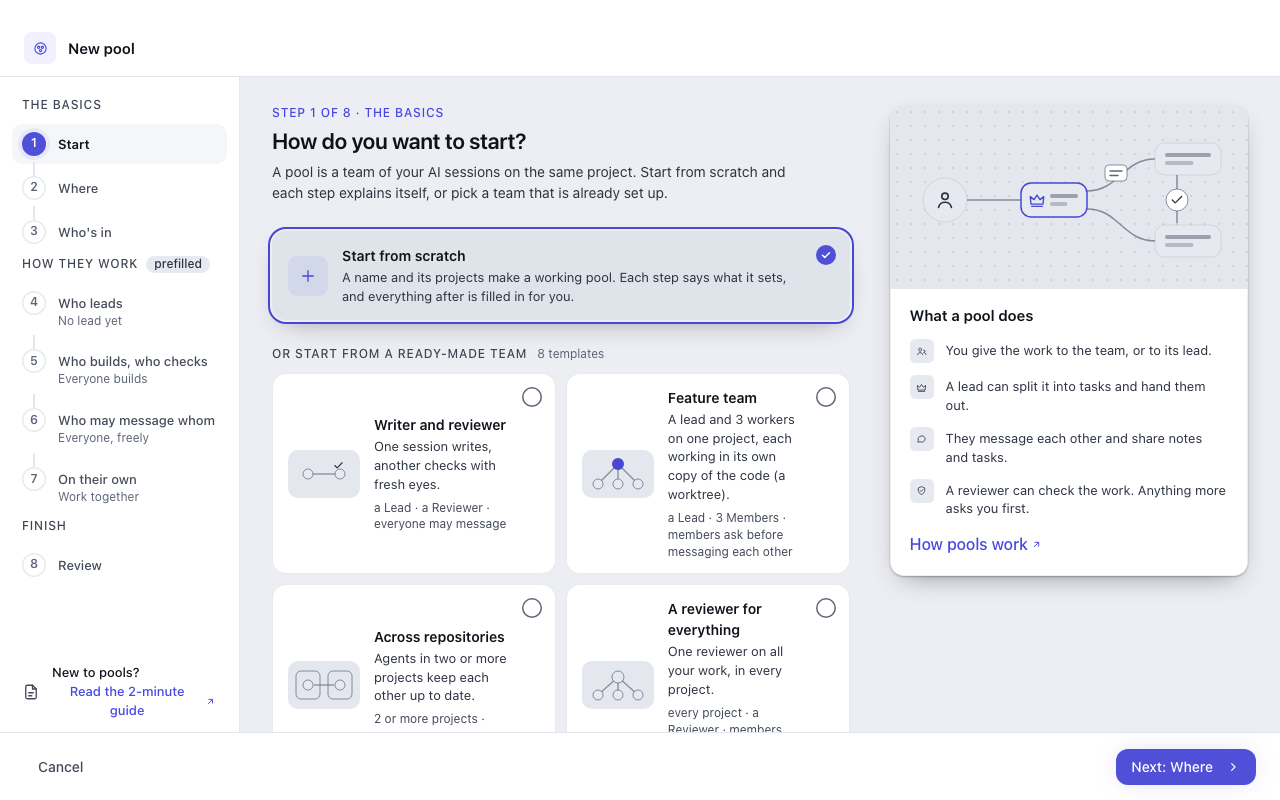 New pool
THE BASICS
1 Start
2 Where
3 Who's in
HOW THEY WORK prefilled
4 Who leads
No lead yet
5 Who builds, who checks
Everyone builds
6 Who may message whom
Everyone, freely
7 On their own
Work together
FINISH
8 Review
New to pools?
Read the 2-minute
guide
STEP 1 OF 8 · THE BASICS
How do you want to start?
A pool is a team of your AI sessions on the same project. Start from scratch and
each step explains itself, or pick a team that is already set up.
Start from scratch
A name and its projects make a working pool. Each step says what it sets,
and everything after is filled in for you.
OR START FROM A READY-MADE TEAM 8 templates
Writer and reviewer
One session writes,
another checks with
fresh eyes.
a Lead · a Reviewer ·
everyone may message
Feature team
A lead and 3 workers
on one project, each
working in its own
copy of the code (a
worktree).
a Lead · 3 Members ·
members ask before
messaging each other
Across repositories
Agents in two or more
projects keep each
other up to date.
2 or more projects ·
A reviewer for
everything
One reviewer on all
your work, in every
project.
every project · a
Reviewer · members
What a pool does
You give the work to the team, or to its lead.
A lead can split it into tasks and hand them
out.
They message each other and share notes
and tasks.
A reviewer can check the work. Anything more
asks you first.
How pools work
Cancel
Next: Where